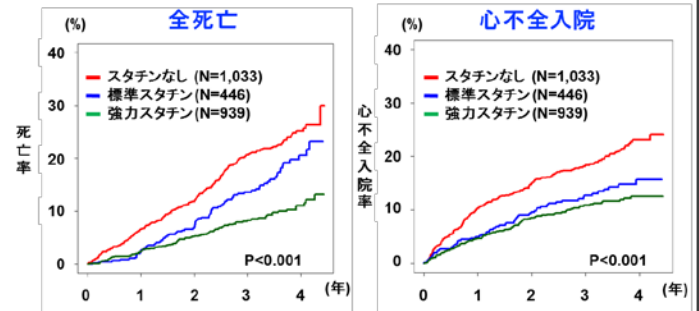 全死亡
(%)
40
30
20
10
0
死亡率
スタチンなし (N=1,033)
標準スタチン(N=446)
強力スタチン(N=939)
P<0.001
0 1 2 3 4 (年)
心不全入院
(%)
40
30
20
10
0
心不全入院率
スタチンなし (N=1,033)
標準スタチン(N=446)
強力スタチン(N=939)
P<0.001
0 1 2 3 4 (年)